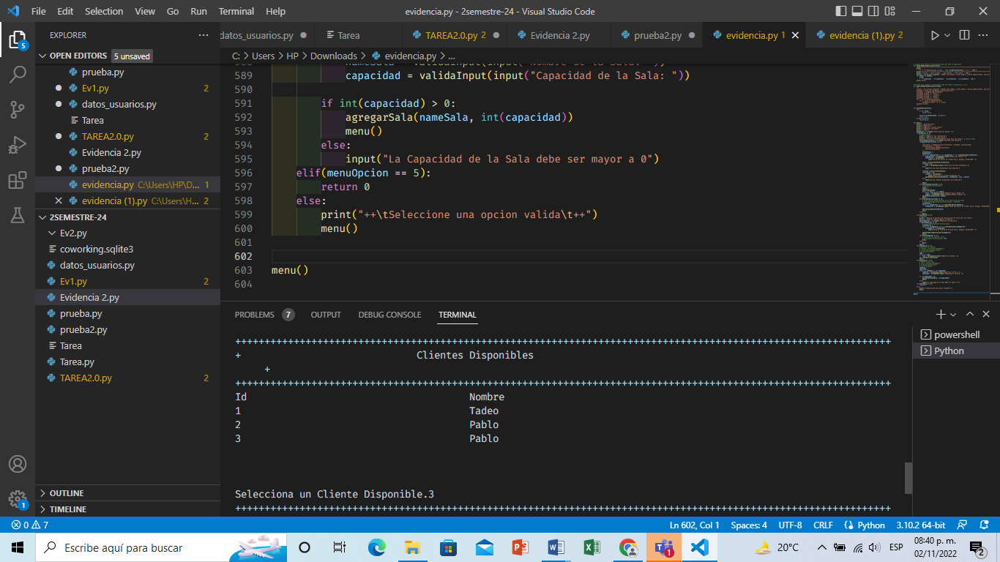 File Edit Selection View Go Run Terminal Help evidencia.py - 2semestre-24 - Visual Studio Code
EXPLORER ···
datos_usuarios.py Tarea TAREA2.0.py 2 Evidencia 2.py prueba2.py evidencia.py 1 evidencia (1).py 2
OPEN EDITORS 5 unsaved
C: > Users > HP > Downloads > evidencia.py > ...
prueba.py
Ev1.py 2
datos_usuarios.py
Tarea
TAREA2.0.py 2
Evidencia 2.py
prueba2.py
evidencia.py C:\Users\HP\D... 1
evidencia (1).py C:\Users\H... 2
2SEMESTRE-24
Ev2.py
coworking.sqlite3
datos_usuarios.py
Ev1.py 2
Evidencia 2.py
prueba.py
prueba2.py
Tarea
Tarea.py
TAREA2.0.py 2
OUTLINE
TIMELINE
5
1
588 nameSala = validaInput(input("Nombre de la Sala: "))
589 capacidad = validaInput(input("Capacidad de la Sala: "))
590
591 if int(capacidad) > 0:
592 agregarSala(nameSala, int(capacidad))
593 menu()
594 else:
595 input("La Capacidad de la Sala debe ser mayor a 0")
596 elif(menuOpcion == 5):
597 return 0
598 else:
599 print("++\tSeleccione una opcion valida\t++")
600 menu()
601
602
603 menu()
604
PROBLEMS 7 OUTPUT DEBUG CONSOLE TERMINAL
powershell
Python
++++++++++++++++++++++++++++++++++++++++++++++++++++++++++++++++++++++++++++++++++++++++++++++++++++++++++++++++
+ Clientes Disponibles
+
++++++++++++++++++++++++++++++++++++++++++++++++++++++++++++++++++++++++++++++++++++++++++++++++++++++++++++++++
Id Nombre
1 Tadeo
2 Pablo
3 Pablo
Selecciona un Cliente Disponible.3
++++++++++++++++++++++++++++++++++++++++++++++++++++++++++++++++++++++++++++++++++++++++++++++++++++++++++++++++
0 7 Ln 602, Col 1 Spaces: 4 UTF-8 CRLF Python 3.10.2 64-bit
Escribe aquí para buscar 1 20°C ESP 08:40 p. m.
02/11/2022 2